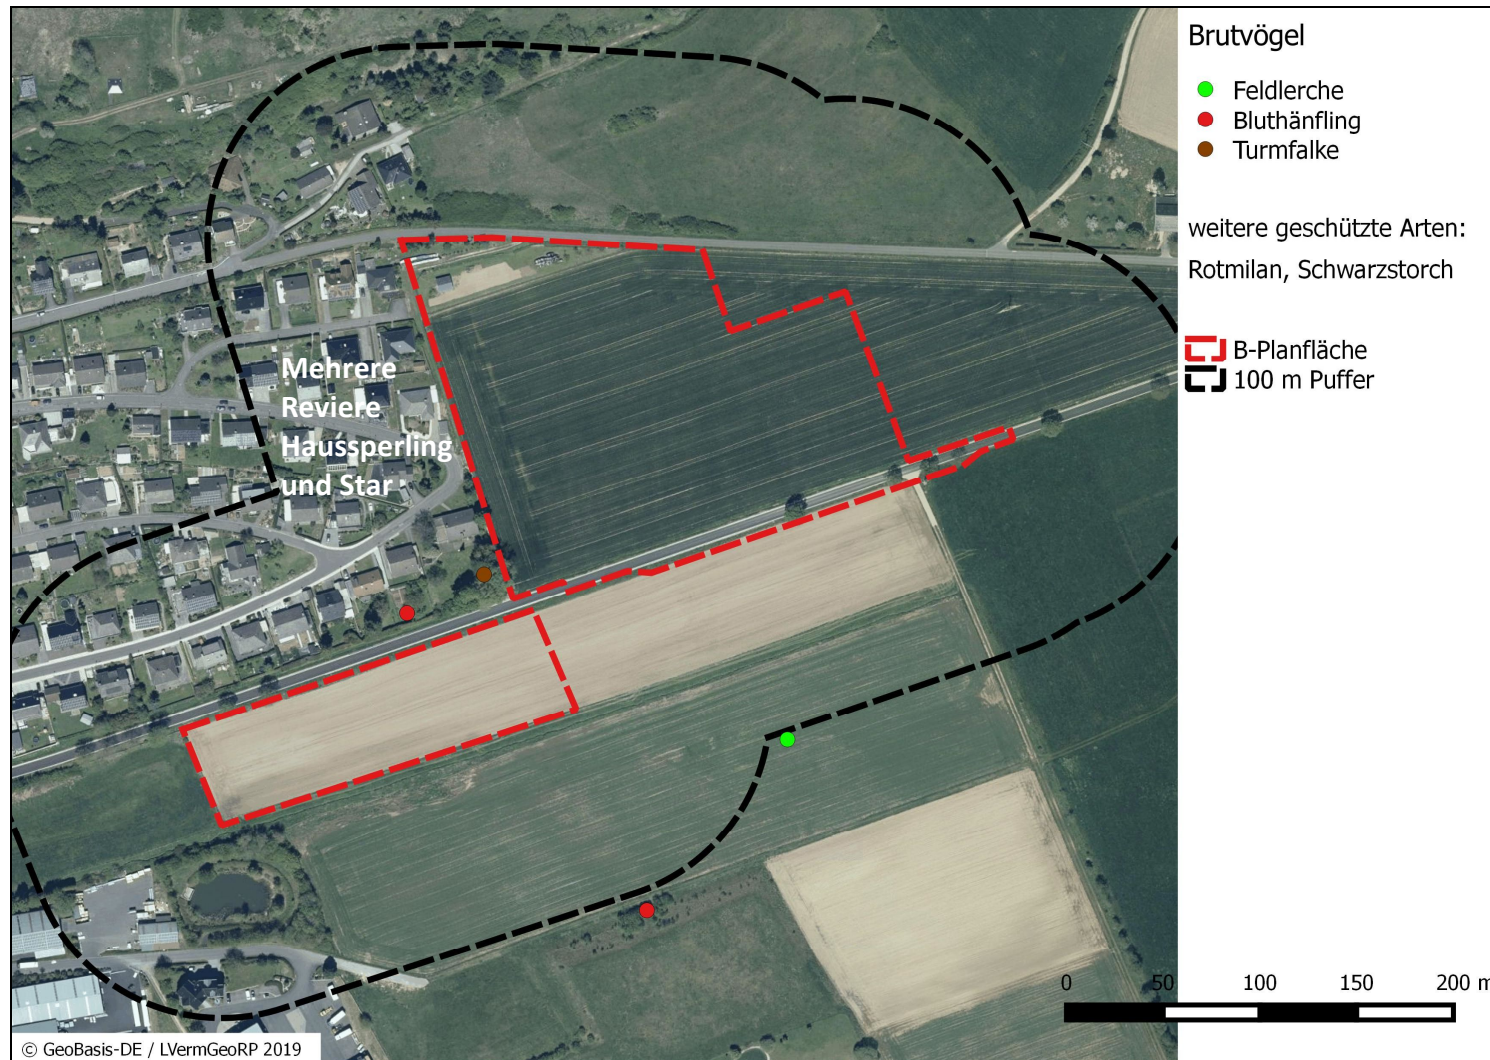 Brutvögel
Feldlerche
Bluthänfling
Turmfalke
weitere geschützte Arten:
Rotmilan, Schwarzstorch
B-Planfläche
100 m Puffer
Mehrere
Reviere
Haussperling
und Star
0 50 100 150 200 m
© GeoBasis-DE / LVermGeoRP 2019